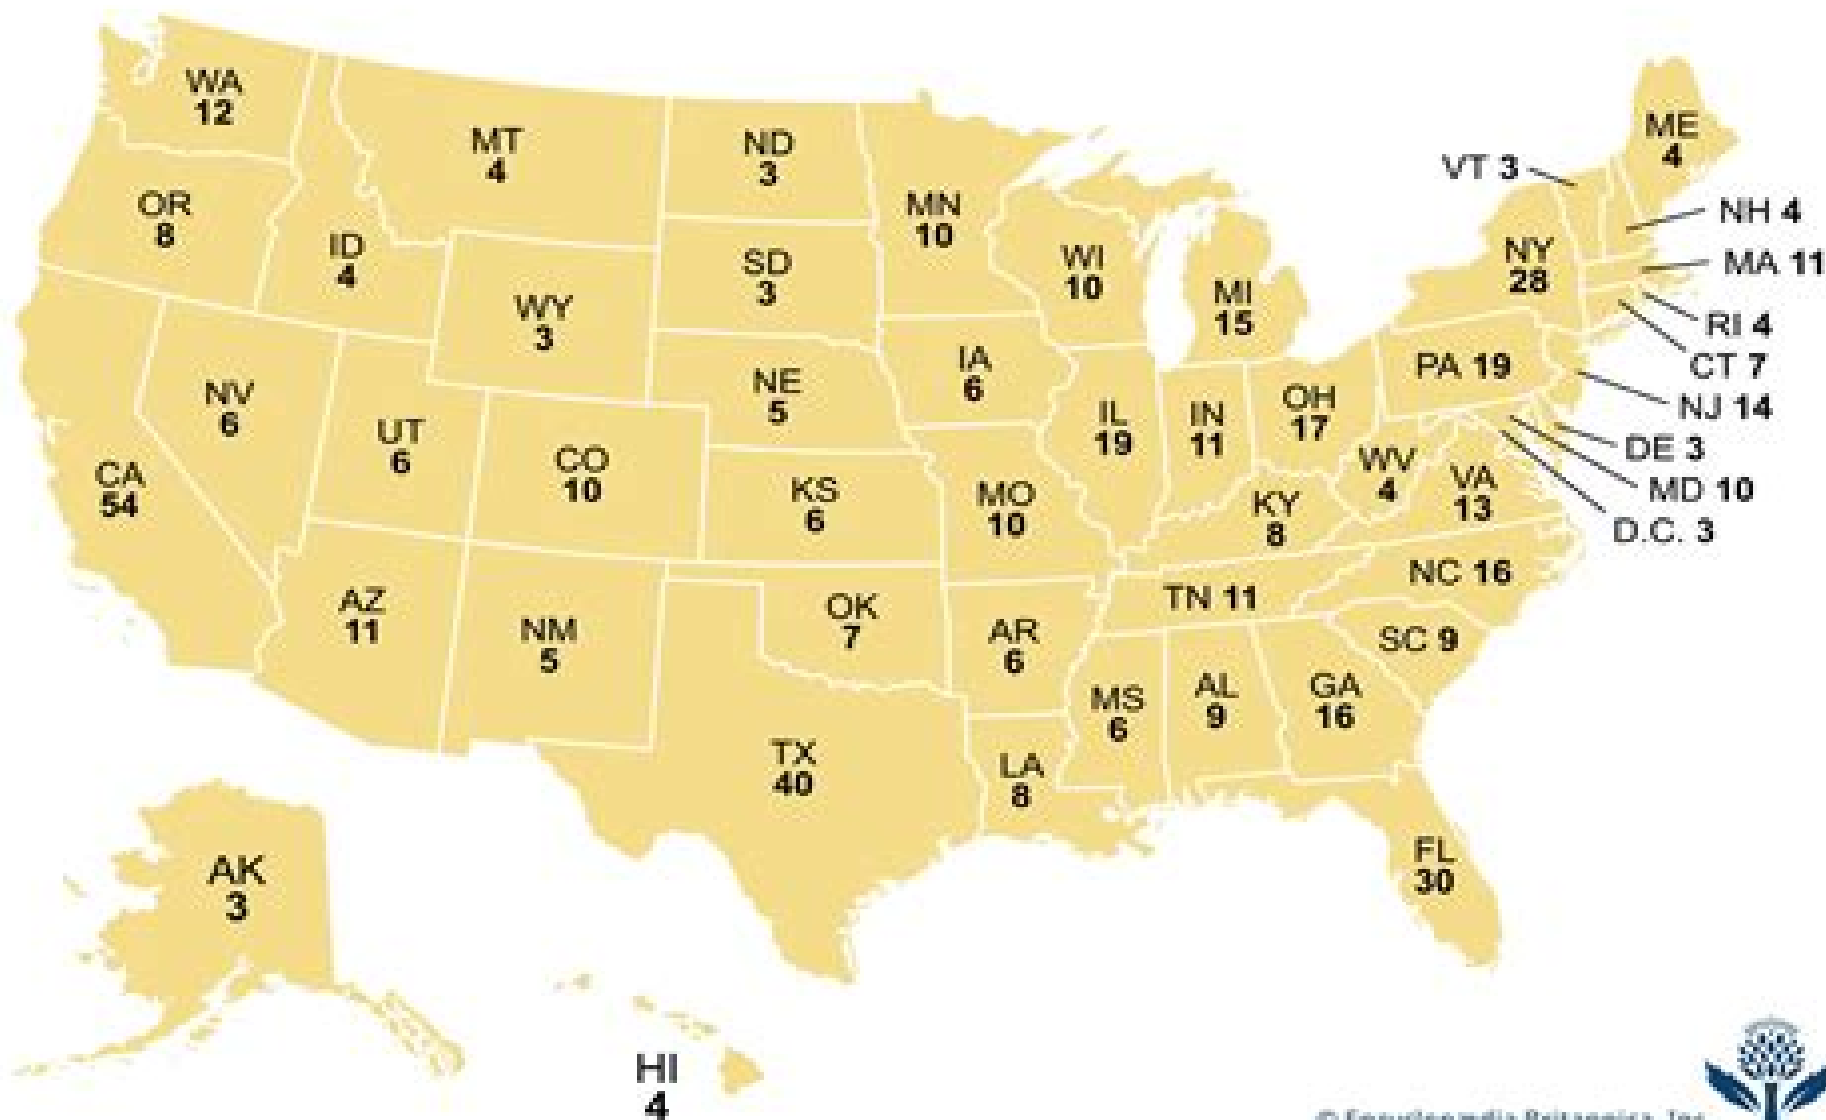 WA
12
MT
4
ND
3
MN
10
ME
4
VT 3
NH 4
OR
8
ID
4
WY
3
SD
3
WI
10
MI
15
NY
28
MA 11
RI 4
CT 7
NJ 14
DE 3
MD 10
D.C. 3
NV
6
UT
6
CO
10
NE
5
IA
6
IL
19
IN
11
OH
17
PA 19
CA
54
KS
6
MO
10
KY
8
WV
4
VA
13
AZ
11
NM
5
OK
7
AR
6
TN 11
NC 16
SC 9
MS
6
AL
9
GA
16
TX
40
LA
8
FL
30
AK
3
HI
4
© Encyclopædia Britannica, Inc.